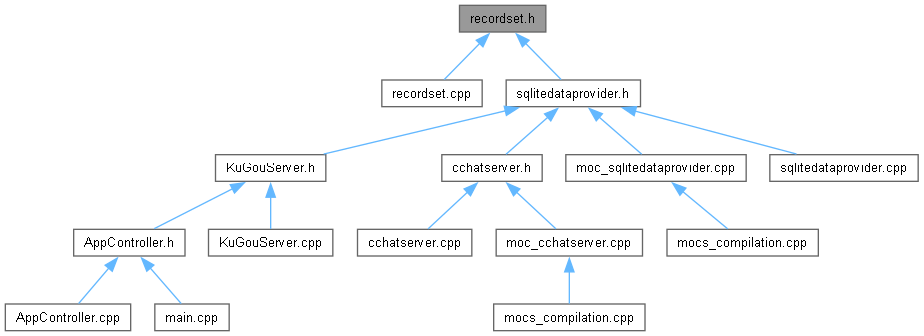 recordset.h
recordset.cpp
sqlitedataprovider.h
KuGouServer.h
cchatserver.h
moc_sqlitedataprovider.cpp
sqlitedataprovider.cpp
AppController.h
KuGouServer.cpp
cchatserver.cpp
moc_cchatserver.cpp
mocs_compilation.cpp
AppController.cpp
main.cpp
mocs_compilation.cpp